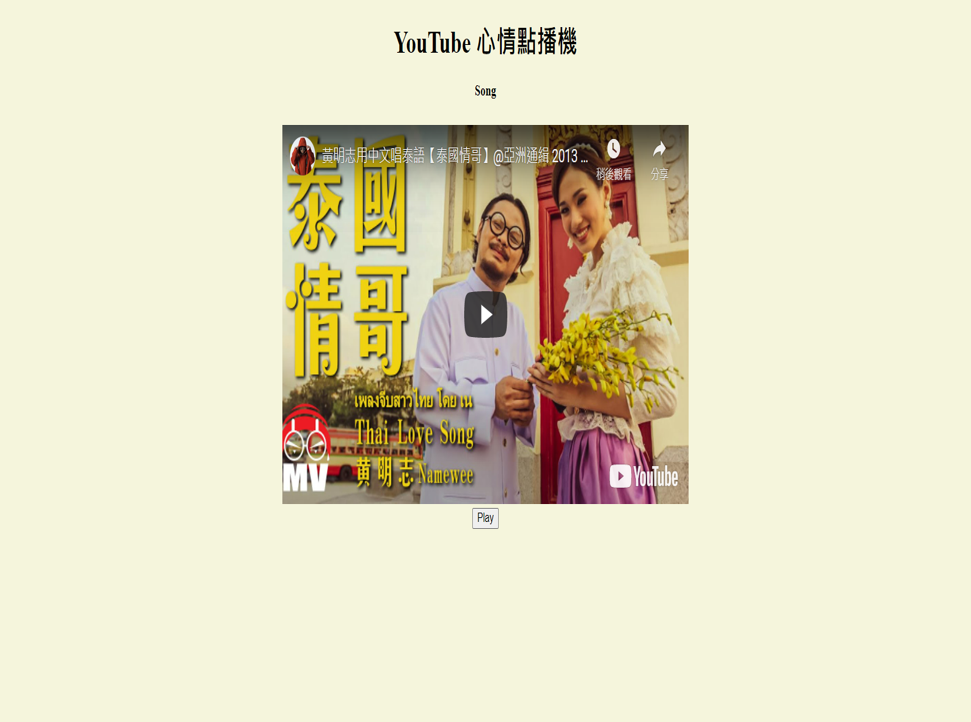 YouTube 心情點播機
Song
黃明志用中文唱泰語【泰國情哥】@亞洲通緝 2013 ...
稍後觀看
分享
泰國
情哥
เพลงจีบสาวไทย โดย เน
Thai Love Song
黄明志 Namewee
MV
YouTube
Play